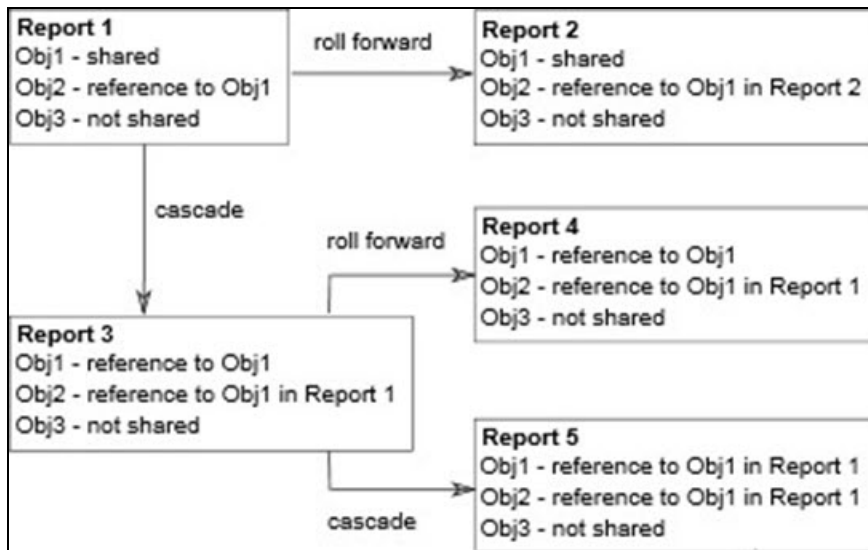 Report 1
Obj1 - shared
Obj2 - reference to Obj1
Obj3 - not shared
roll forward
Report 2
Obj1 - shared
Obj2 - reference to Obj1 in Report 2
Obj3 - not shared
cascade
roll forward
Report 4
Obj1 - reference to Obj1
Obj2 - reference to Obj1 in Report 1
Obj3 - not shared
Report 3
Obj1 - reference to Obj1
Obj2 - reference to Obj1 in Report 1
Obj3 - not shared
cascade
Report 5
Obj1 - reference to Obj1 in Report 1
Obj2 - reference to Obj1 in Report 1
Obj3 - not shared